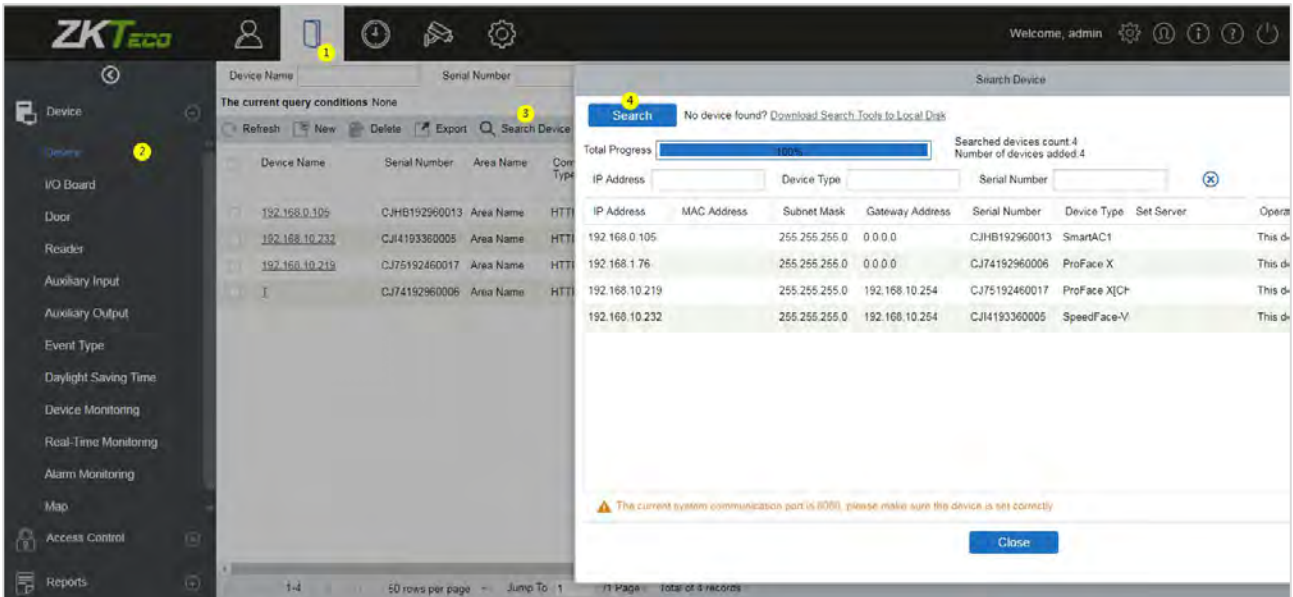 ZKTeco
1
Welcome, admin
Device
Device
2
I/O Board
Door
Reader
Auxiliary Input
Auxiliary Output
Event Type
Daylight Saving Time
Device Monitoring
Real-Time Monitoring
Alarm Monitoring
Map
Access Control
Reports
Device Name Serial Number
The current query conditions None
3
Refresh New Delete Export Search Device
Device Name Serial Number Area Name Com
Type
192.168.0.105 CJHB192960013 Area Name HTT
192.168.10.232 CJI4193360005 Area Name HTT
192.168.10.219 CJ75192460017 Area Name HTT
CJ74192960006 Area Name HTT
1-4 50 rows per page Jump To 1 /1 Page Total of 4 records
Search Device
4
Search No device found? Download Search Tools to Local Disk
Total Progress 100% Searched devices count:4
Number of devices added:4
IP Address Device Type Serial Number
IP Address MAC Address Subnet Mask Gateway Address Serial Number Device Type Set Server Opera
192.168.0.105 255.255.255.0 0.0.0.0 CJHB192960013 SmartAC1 This d
192.168.1.76 255.255.255.0 0.0.0.0 CJ74192960006 ProFace X This d
192.168.10.219 255.255.255.0 192.168.10.254 CJ75192460017 ProFace X[CH This d
192.168.10.232 255.255.255.0 192.168.10.254 CJI4193360005 SpeedFace-V This d
The current system communication port is 8088, please make sure the device is set correctly
Close